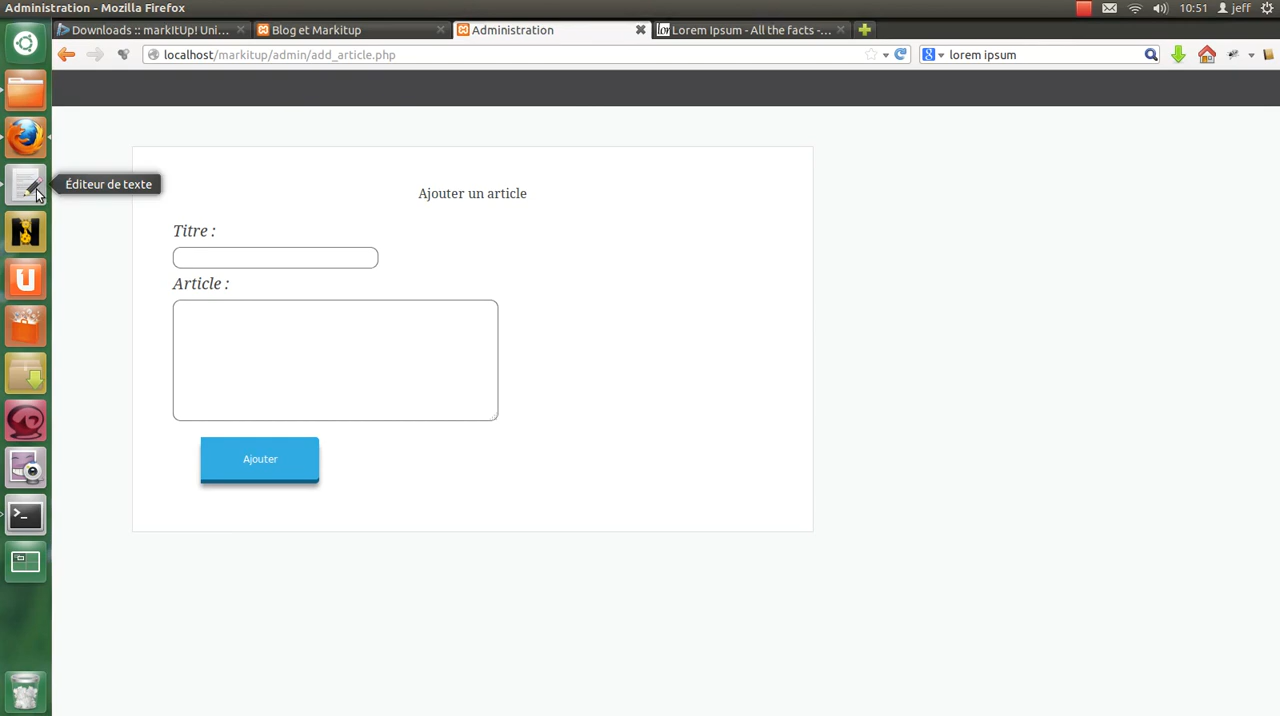 Administration - Mozilla Firefox
10:51 jeff
Downloads :: markItUp! Uni...
Blog et Markitup
Administration
Lorem Ipsum - All the facts -...
localhost/markitup/admin/add_article.php
lorem ipsum
Éditeur de texte
Ajouter un article
Titre :
Article :
Ajouter